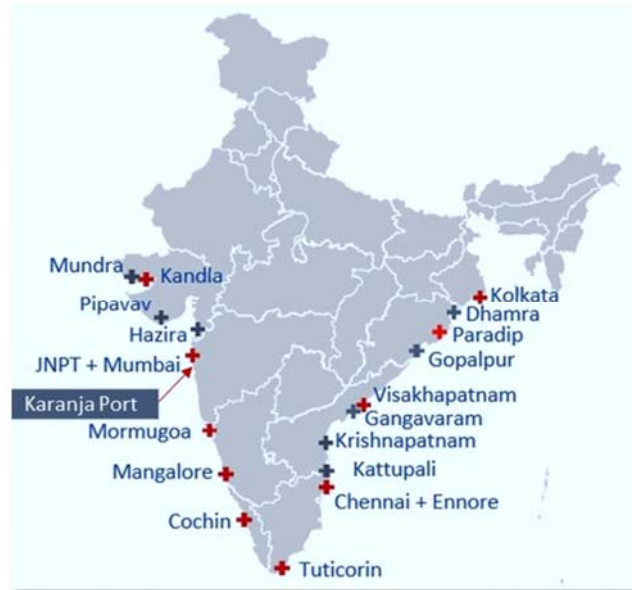 Mundra
Kandla
Pipavav
Hazira
JNPT + Mumbai
Karanja Port
Mormugoa
Mangalore
Cochin
Tuticorin
Kolkata
Dhamra
Paradip
Gopalpur
Visakhapatnam
Gangavaram
Krishnapatnam
Kattupali
Chennai + Ennore